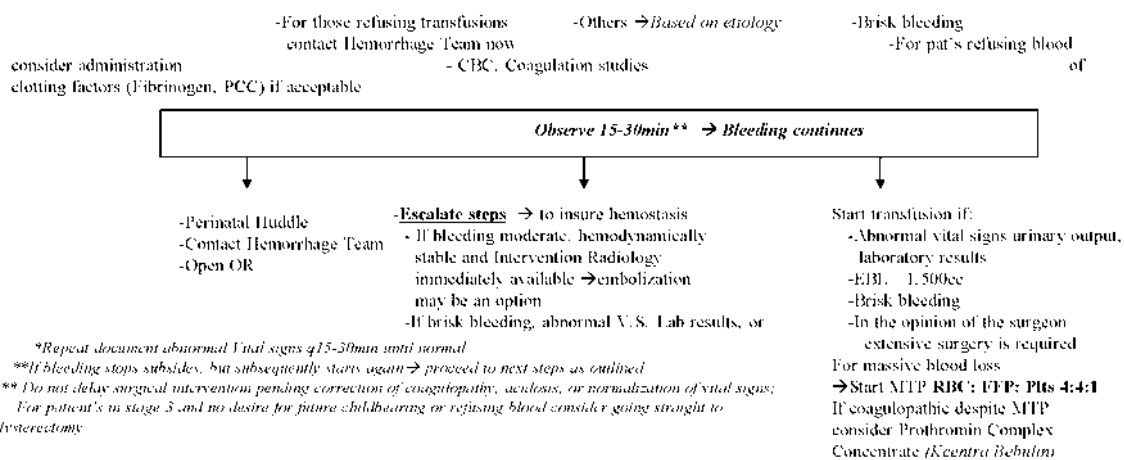 -For those refusing transfusions
contact Hemorrhage Team now
-Others → Based on etiology
- CBC, Coagulation studies
-Brisk bleeding
-For pat's refusing blood
consider administration of
clotting factors (Fibrinogen, PCC) if acceptable
Observe 15-30min** → Bleeding continues
-Perinatal Huddle
-Contact Hemorrhage Team
-Open OR
-Escalate steps → to insure hemostasis
- If bleeding moderate, hemodynamically
stable and Intervention Radiology
immediately available →embolization
may be an option
-If brisk bleeding, abnormal V.S. Lab results, or
Start transfusion if:
-Abnormal vital signs urinary output,
laboratory results
-EBL 1,500cc
-Brisk bleeding
-In the opinion of the surgeon
extensive surgery is required
For massive blood loss
→Start MTP RBC: FFP: Plts 4:4:1
If coagulopathic despite MTP
consider Prothromin Complex
Concentrate (Kcentra Bebulin)
*Repeat document abnormal Vital signs q15-30min until normal
**If bleeding stops subsides, but subsequently starts again→ proceed to next steps as outlined
** Do not delay surgical intervention pending correction of coagulopathy, acidosis, or normalization of vital signs;
For patient's in stage 3 and no desire for future childbearing or refusing blood consider going straight to
hysterectomy